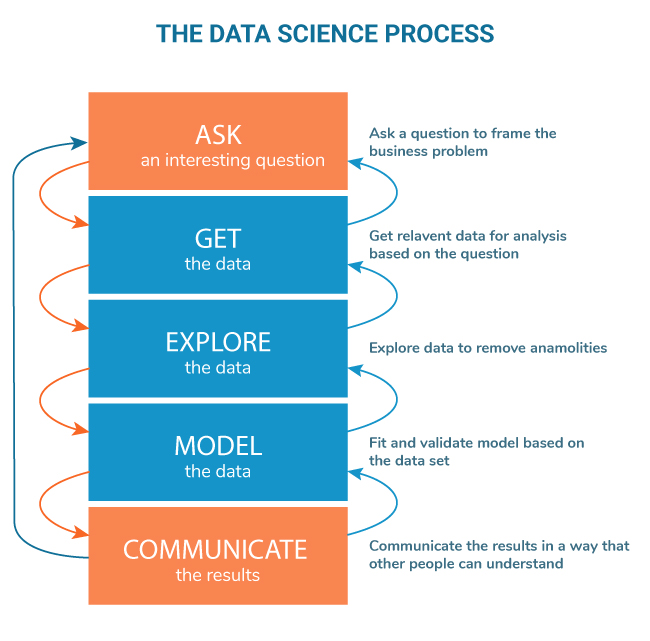 THE DATA SCIENCE PROCESS
ASK
an interesting question
Ask a question to frame the
business problem
GET
the data
Get relavent data for analysis
based on the question
EXPLORE
the data
Explore data to remove anamolities
MODEL
the data
Fit and validate model based on
the data set
COMMUNICATE
the results
Communicate the results in a way that
other people can understand